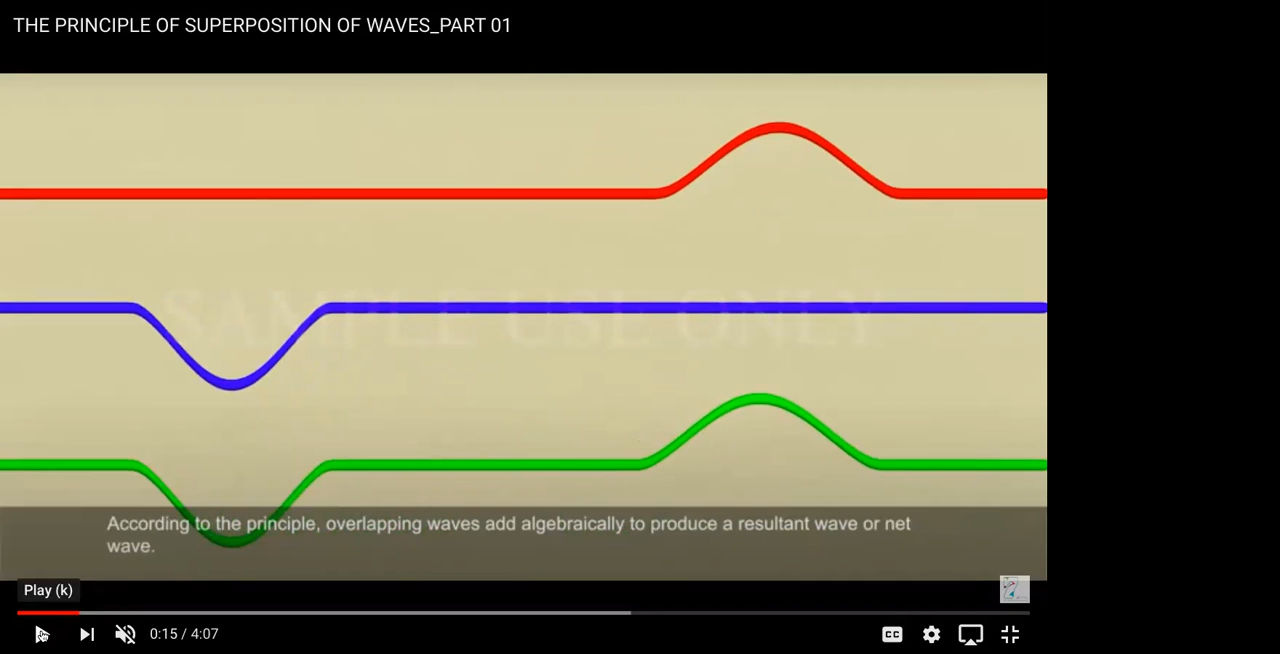 THE PRINCIPLE OF SUPERPOSITION OF WAVES_PART 01
SAMPLE USE ONLY
According to the principle, overlapping waves add algebraically to produce a resultant wave or net
wave.
Play (k)
0:15 / 4:07
CC